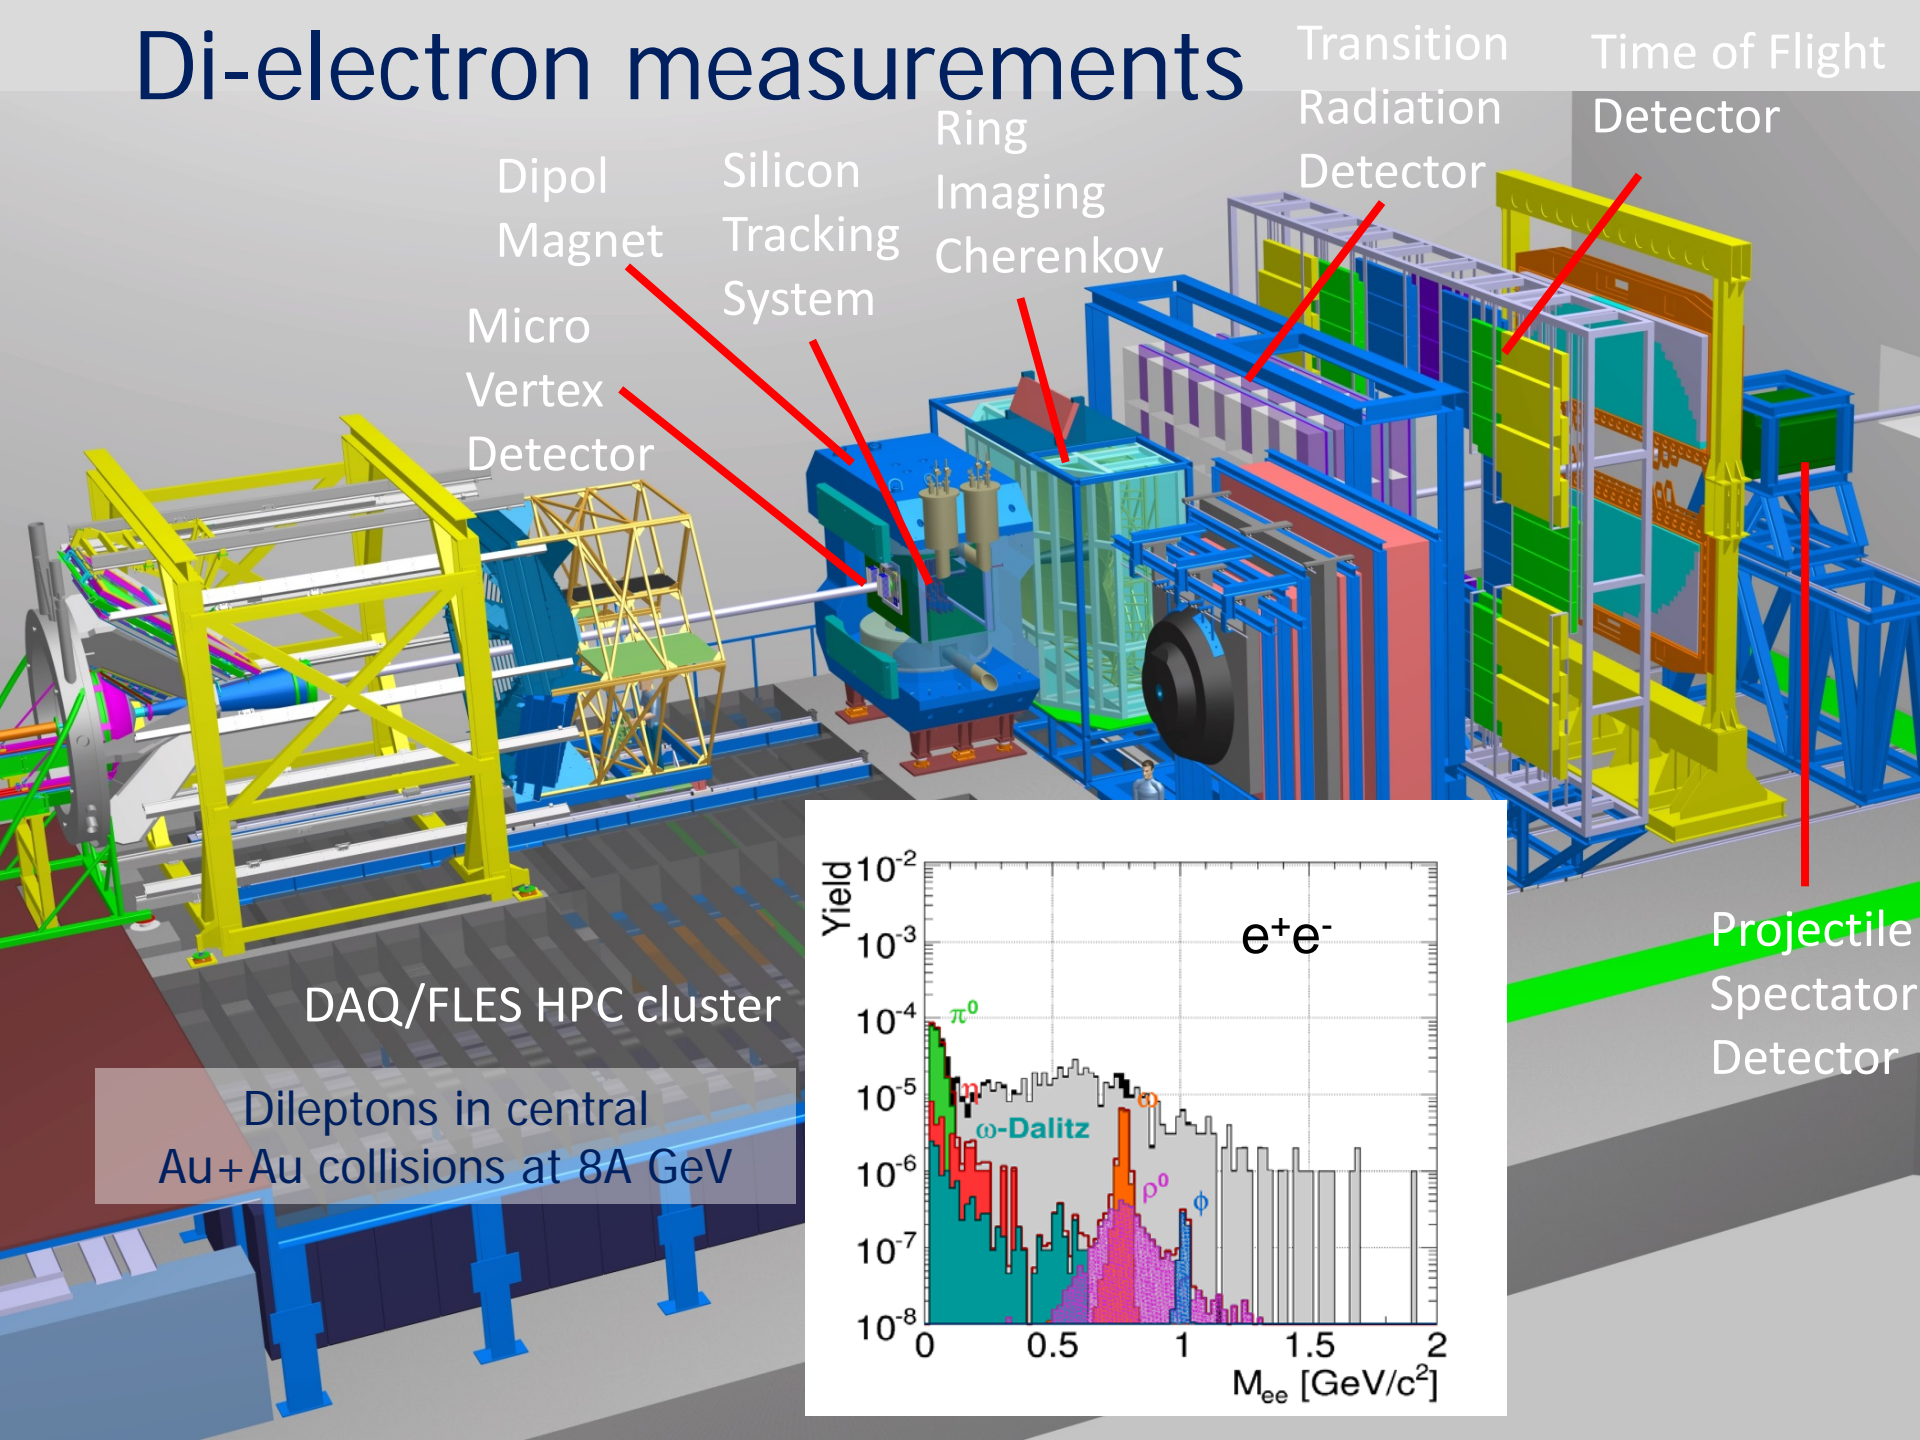 Di-electron measurements
Transition
Radiation
Detector
Time of Flight
Detector
Ring
Imaging
Cherenkov
Silicon
Tracking
System
Dipol
Magnet
Micro
Vertex
Detector
Projectile
Spectator
Detector
DAQ/FLES HPC cluster
Dileptons in central
Au+Au collisions at 8A GeV
Yield
10⁻²
10⁻³
10⁻⁴
10⁻⁵
10⁻⁶
10⁻⁷
10⁻⁸
e⁺e⁻
π⁰
η
ω-Dalitz
ω
ρ⁰
ϕ
0 0.5 1 1.5 2
Mₑₑ [GeV/c²]